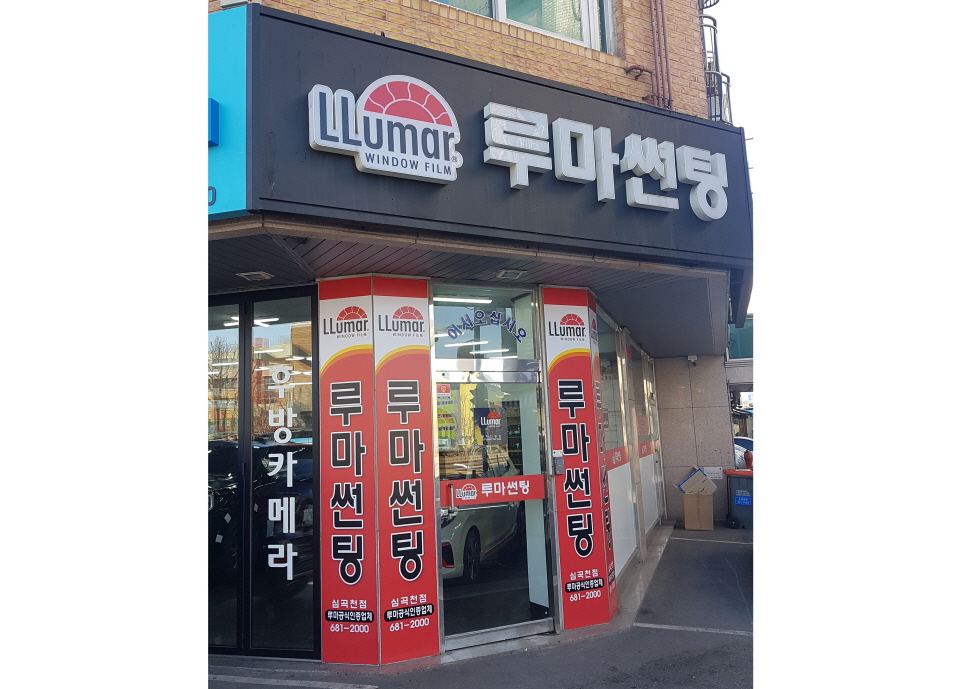 LLumar
WINDOW FILM
루마썬팅
후방카메라
LLumar
WINDOW FILM
루마썬팅
심곡천점
루마공식인증업체
681-2000
LLumar
WINDOW FILM
루마썬팅
심곡천점
루마공식인증업체
681-2000
어서오십시오
LLumar
LLumar
루마썬팅
LLumar
WINDOW FILM
루마썬팅
심곡천점
루마공식인증업체
681-2000